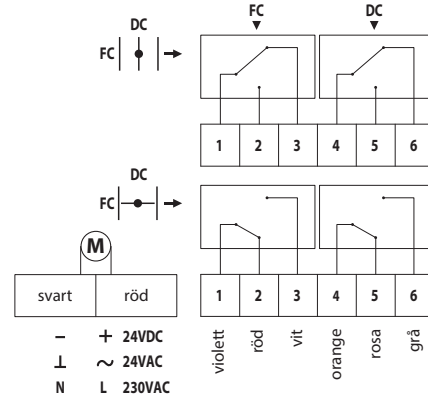 FC DC
DC
FC
1 2 3 4 5 6
DC
FC
M
svart röd
1 2 3 4 5 6
violett röd vit orange rosa grå
− + 24VDC
⊥ ~ 24VAC
N L 230VAC